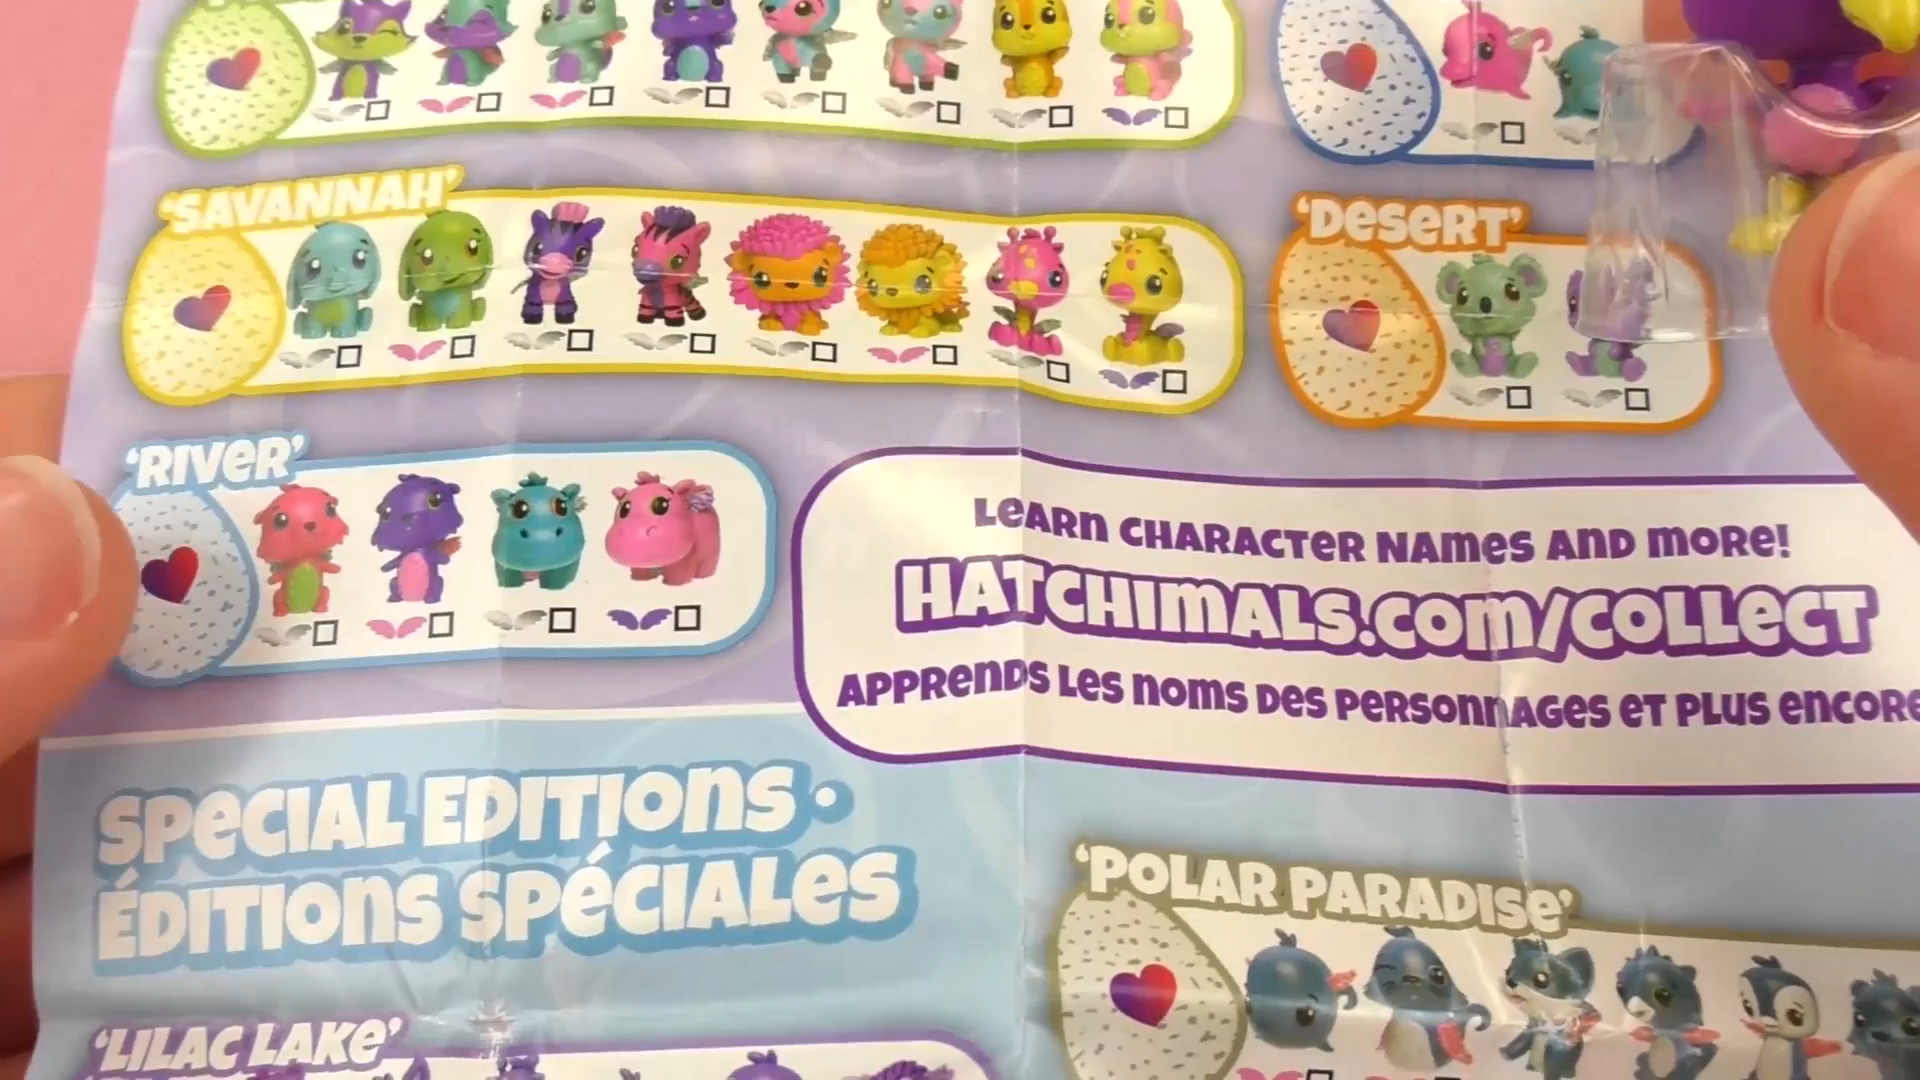 'SAVANNAH'
'DESERT'
'RIVER'
LEARN CHARACTER NAMES AND MORE!
HATCHIMALS.COM/COLLECT
APPRENDS LES NOMS DES PERSONNAGES ET PLUS ENCORE
SPECIAL EDITIONS •
ÉDITIONS SPÉCIALES
'POLAR PARADISE'
'LILAC LAKE'